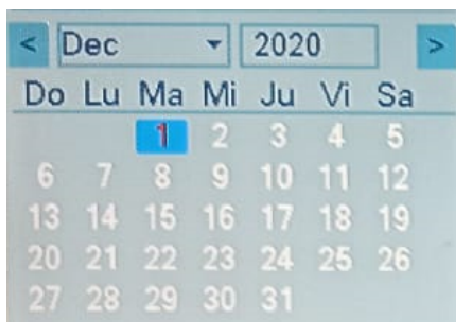 < Dec 2020 >
Do Lu Ma Mi Ju Vi Sa
1 2 3 4 5
6 7 8 9 10 11 12
13 14 15 16 17 18 19
20 21 22 23 24 25 26
27 28 29 30 31